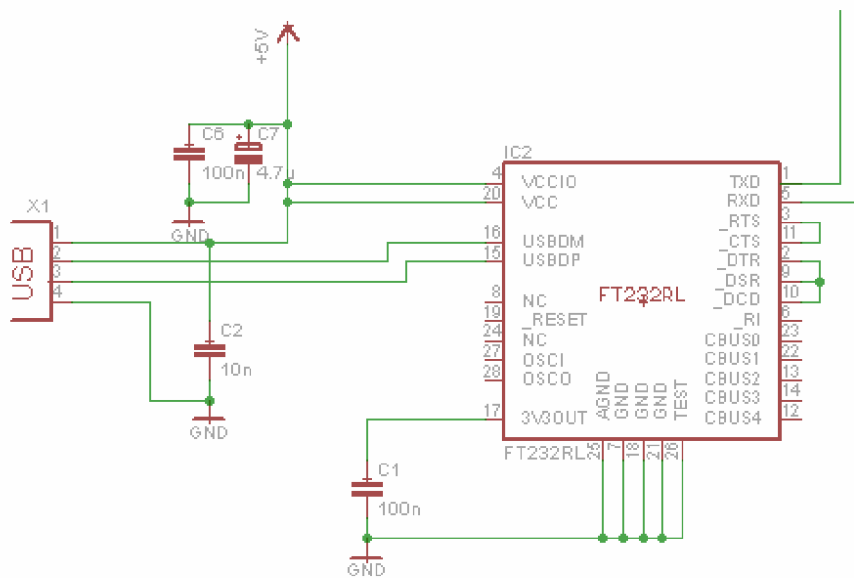 +5V
C6
100n
C7
4.7u
GND
X1
USB
1
2
3
4
C2
10n
GND
IC2
4 VCCIO
20 VCC
16 USBDM
15 USBDP
8 NC
19 _RESET
24 NC
27 OSCI
28 OSCO
17 3V3OUT
FT232RL
TXD 1
RXD 5
_RTS 3
_CTS 11
_DTR 2
_DSR 9
_DCD 10
_RI 6
CBUS0 23
CBUS1 22
CBUS2 13
CBUS3 14
CBUS4 12
AGND 25
GND 7
GND 18
GND 21
TEST 26
FT232RL
C1
100n
GND